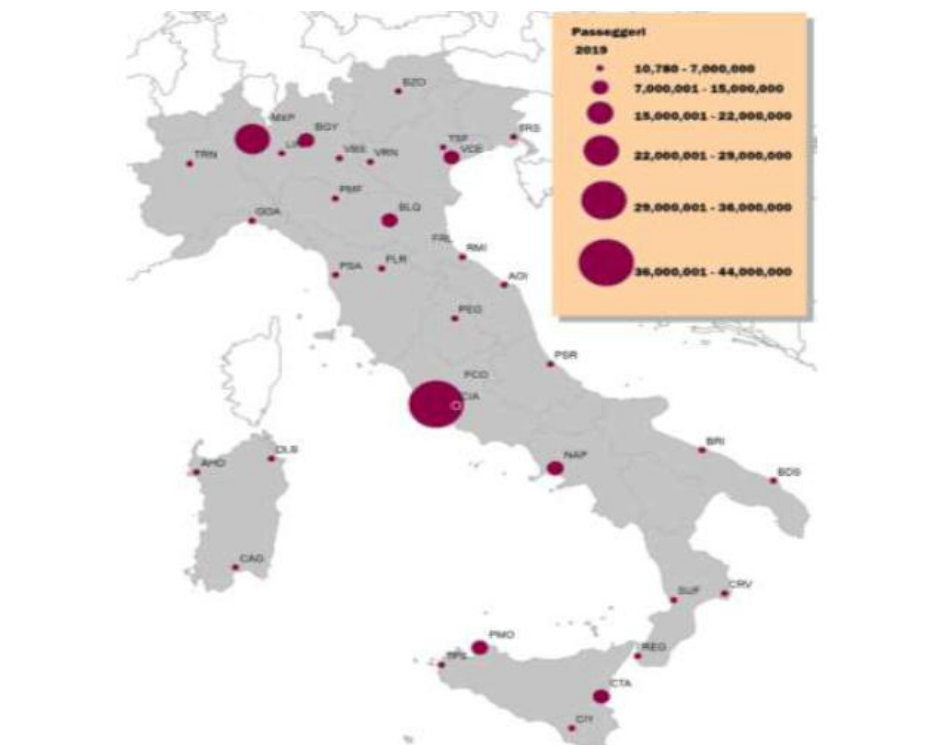 Passeggeri
2019
10,780 - 7,000,000
7,000,001 - 15,000,000
15,000,001 - 22,000,000
22,000,001 - 29,000,000
29,000,001 - 36,000,000
36,000,001 - 44,000,000
BZO
MXP
BGY
TRS
TSF
VCE
VBS
VRN
TRN
PMF
GOA
BLQ
FRL
RMI
PSA
FLR
AOI
PEG
PSR
FCO
CIA
BRI
NAP
BDS
OLB
AHO
CAG
SUF
CRV
PMO
TPS
REG
CTA
CIY